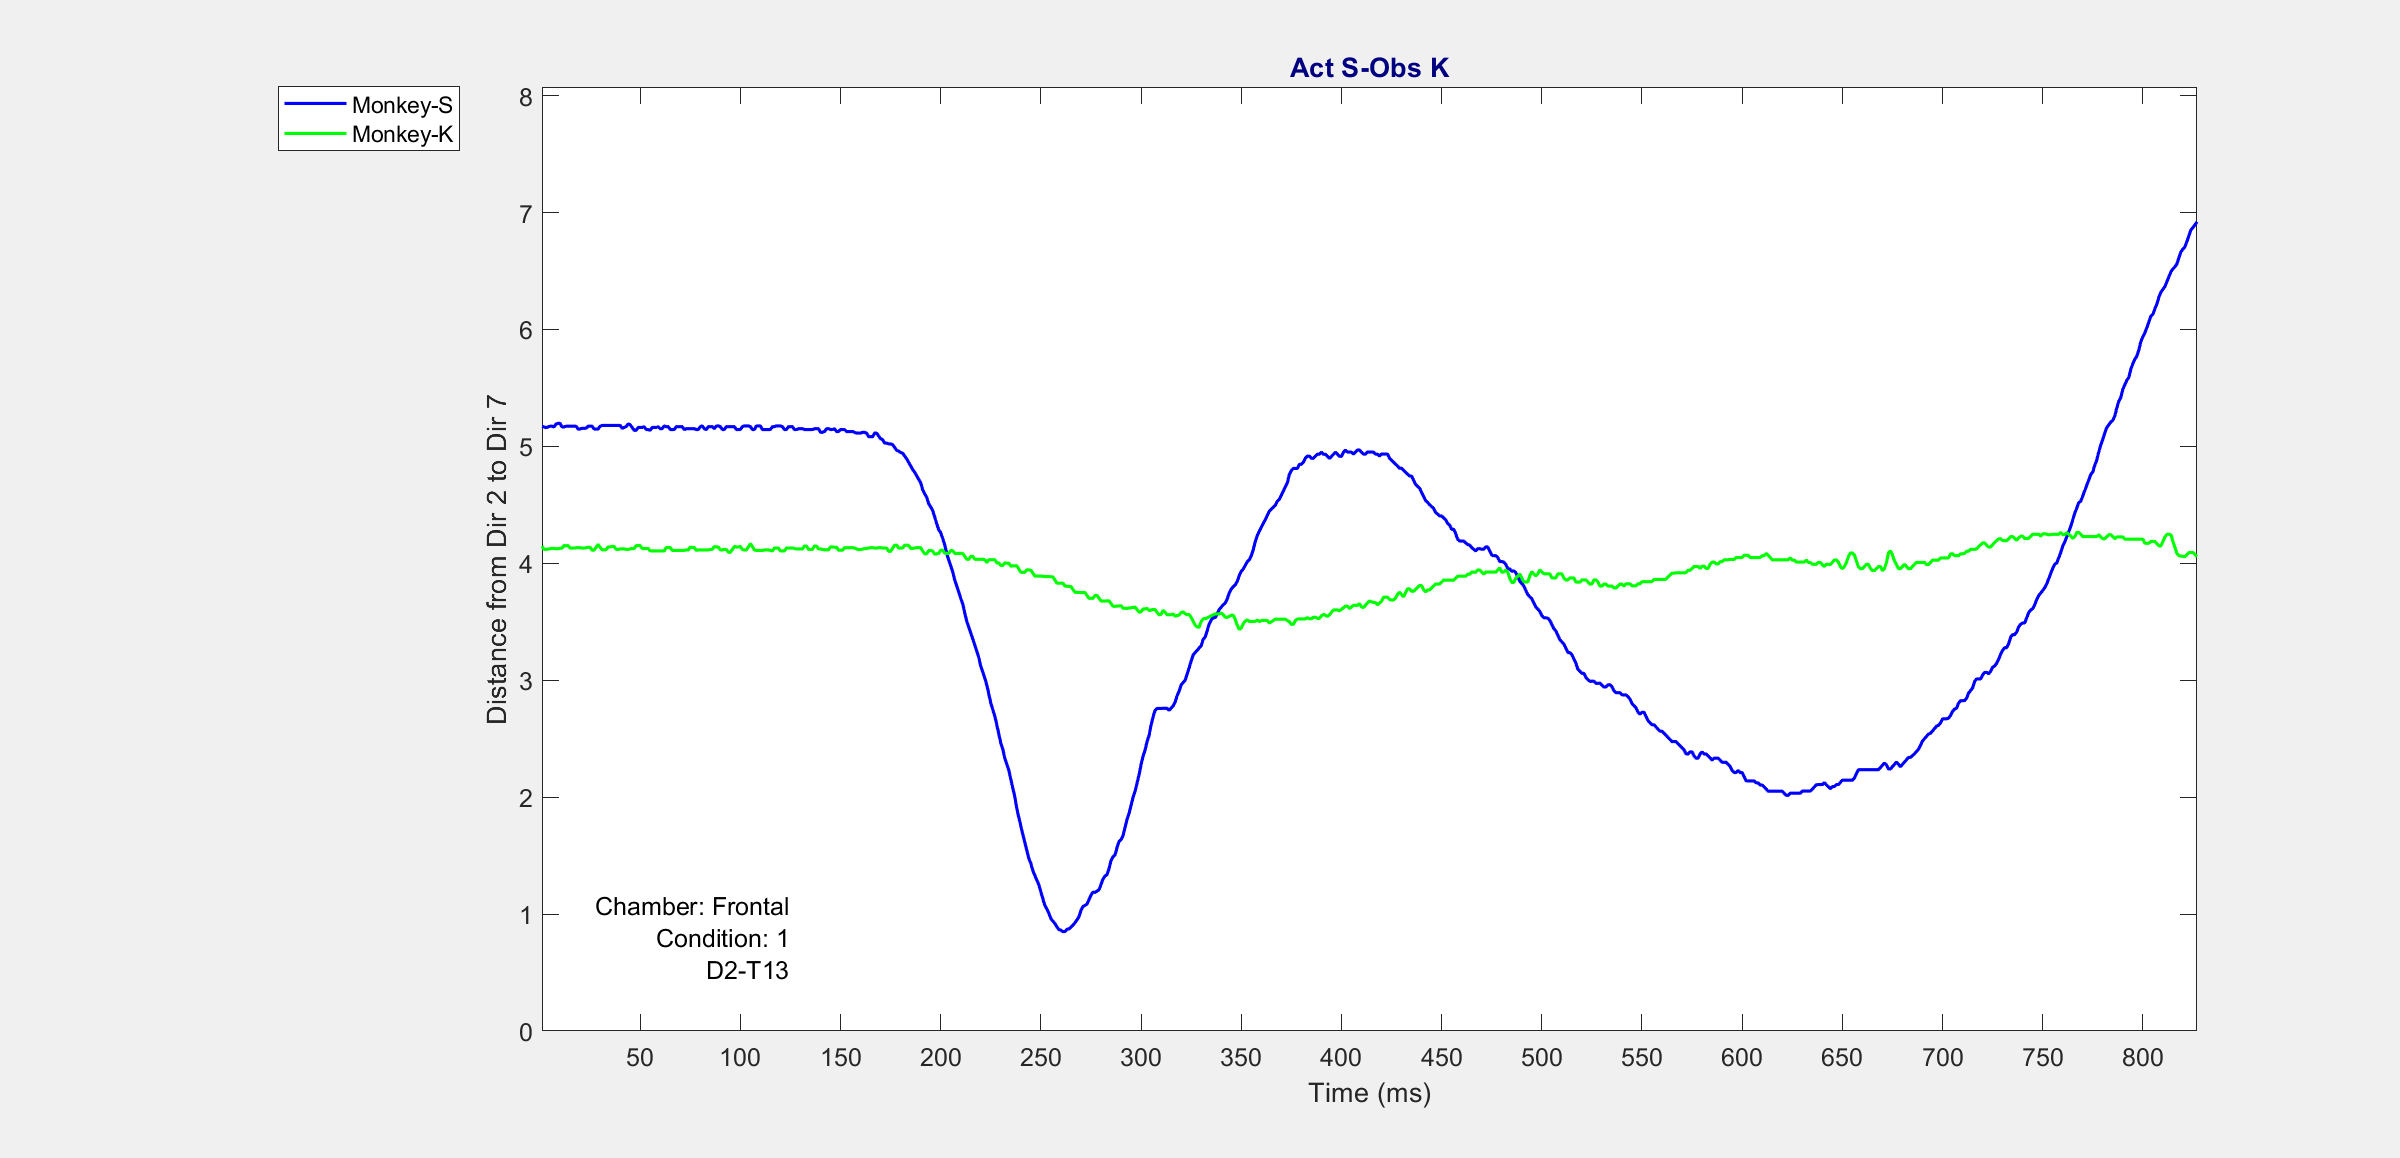 Act S-Obs K
Monkey-S
Monkey-K
8
7
6
5
4
3
2
1
0
Distance from Dir 2 to Dir 7
Chamber: Frontal
Condition: 1
D2-T13
50 100 150 200 250 300 350 400 450 500 550 600 650 700 750 800
Time (ms)